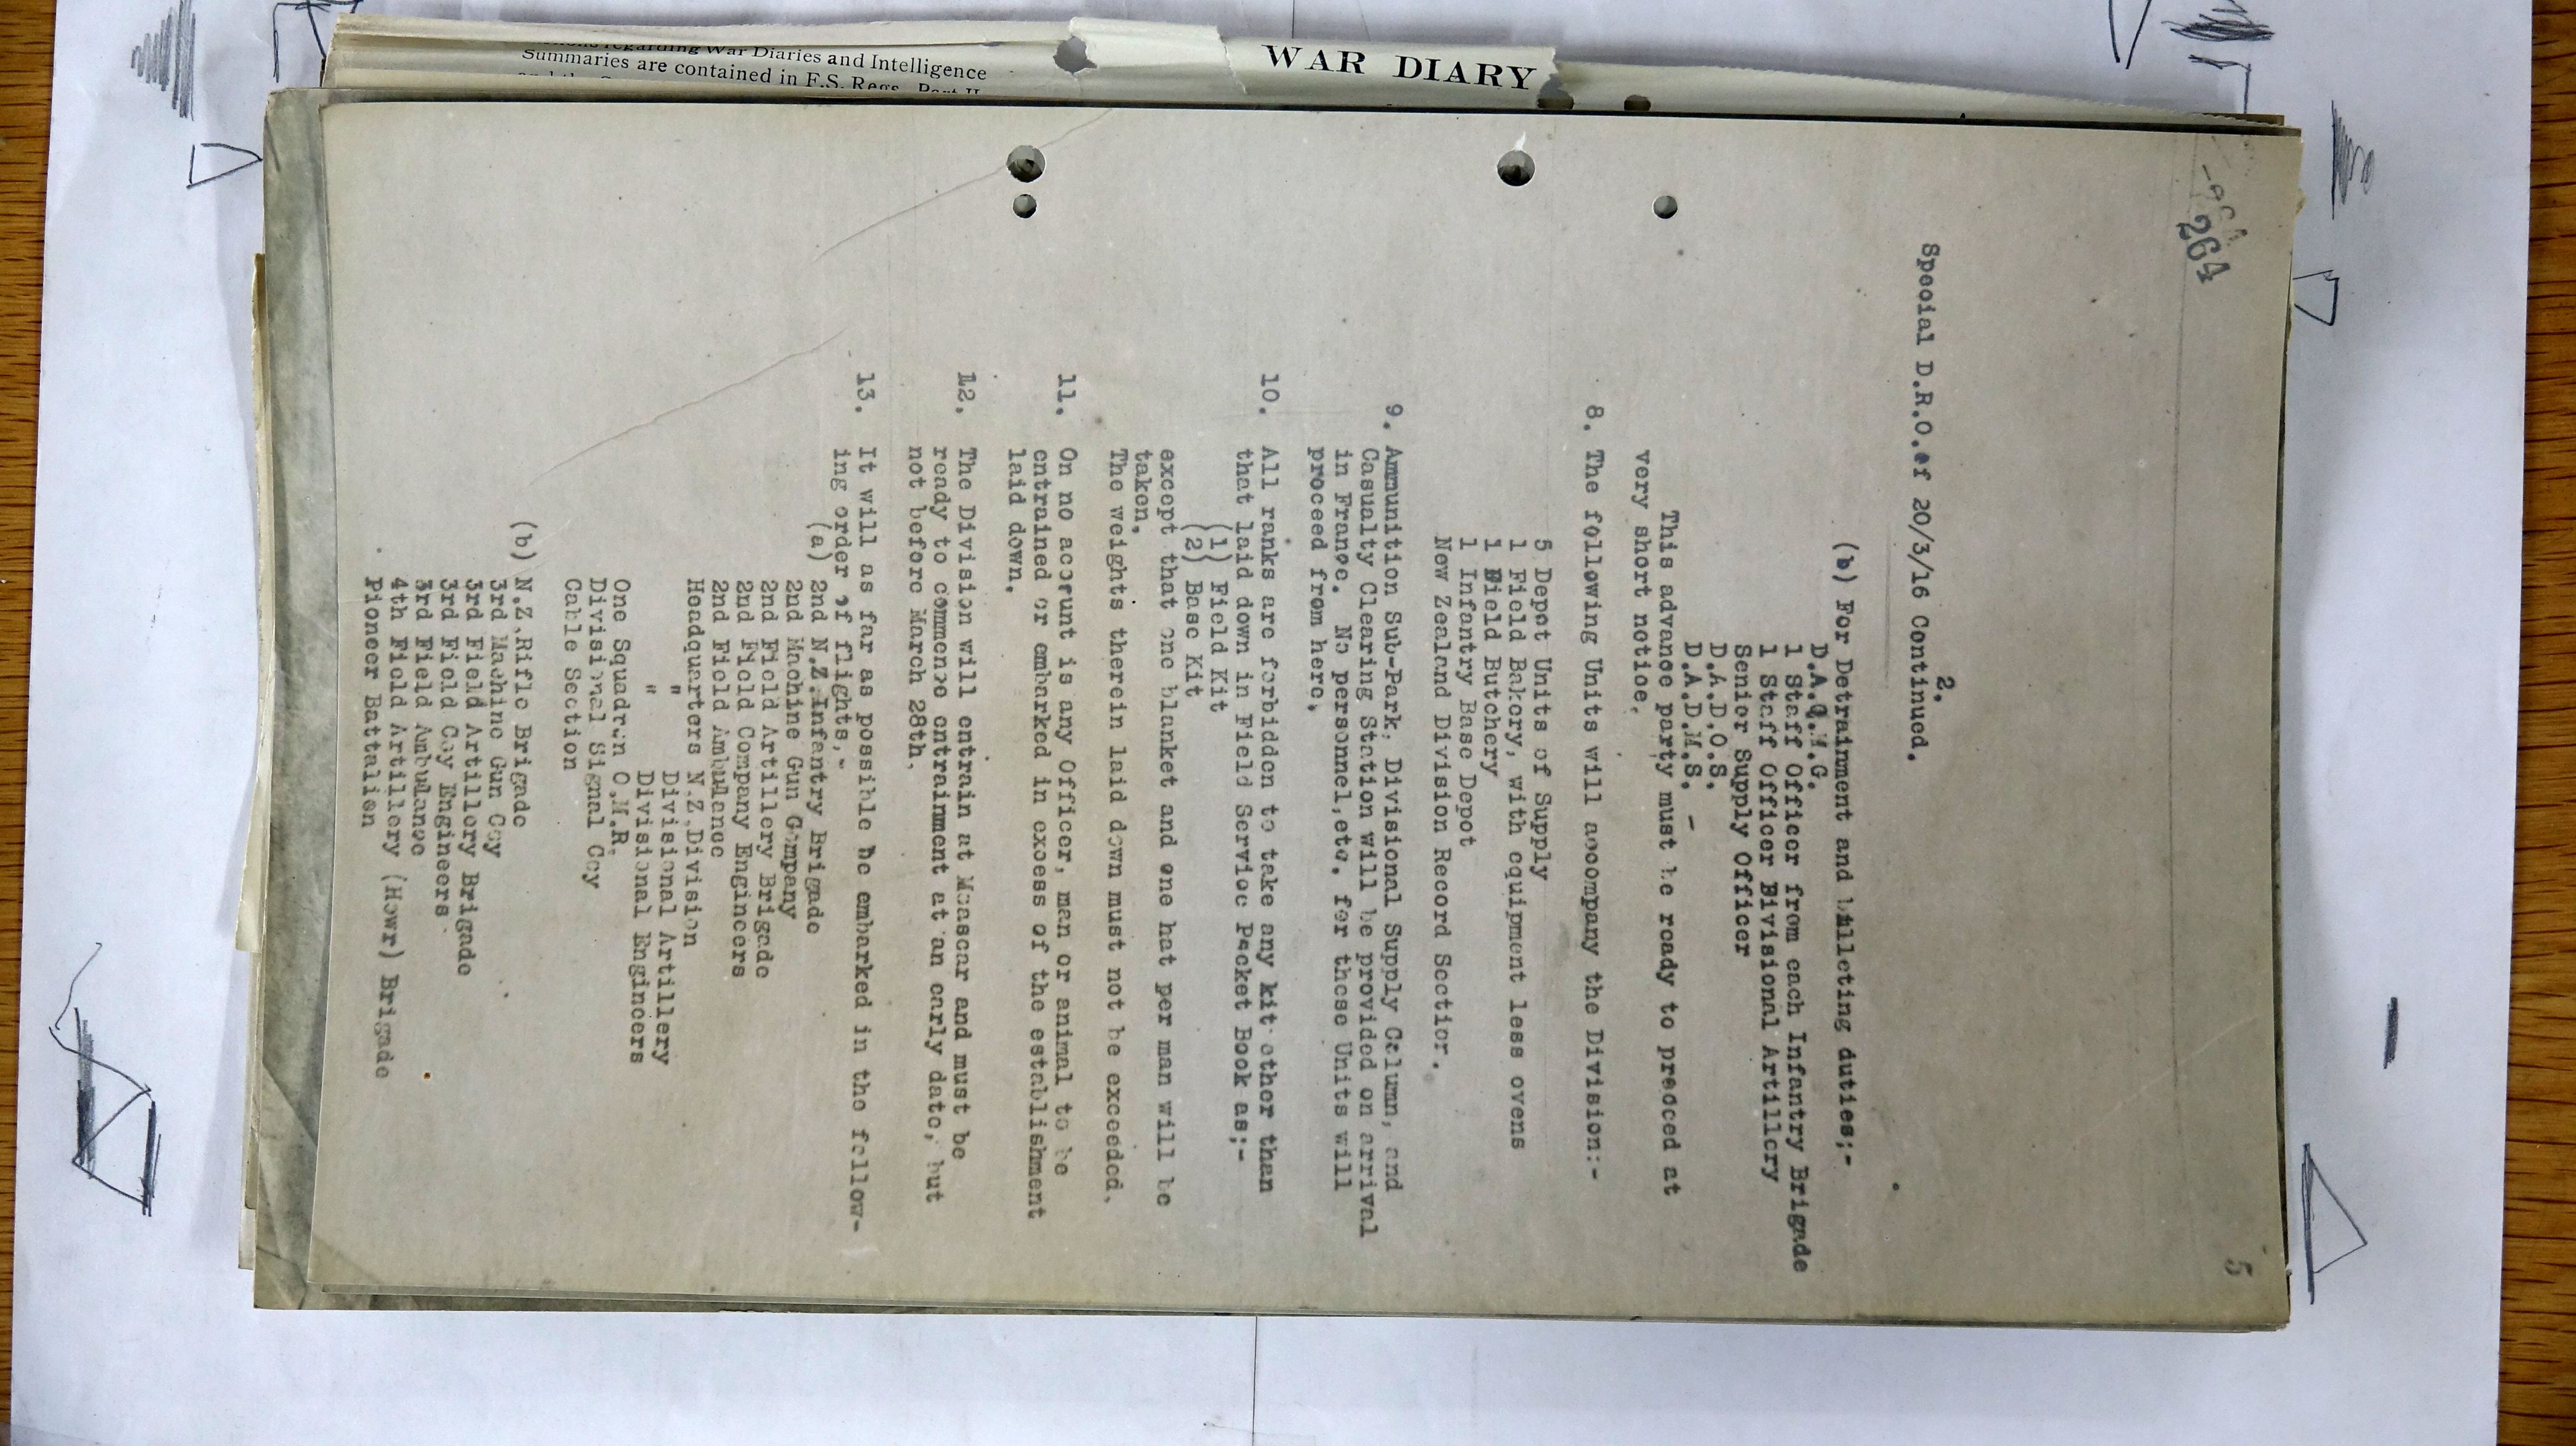 WAR DIARY
Summaries are contained in F.S. Regs., Part II.
regarding War Diaries and Intelligence
264
5
2.
Special D.R.O.of 20/3/16 Continued.
(b) For Detrainment and billeting duties;-
D.A.Q.M.G.
1 Staff Officer from each Infantry Brigade
1 Staff Officer Divisional Artillery
Senior Supply Officer
D.A.D.O.S.
D.A.D.M.S. -
This advance party must be ready to proceed at
very short notice.
8. The following Units will accompany the Division:-
5 Depot Units of Supply
1 Field Bakery, with equipment less ovens
1 Field Butchery
1 Infantry Base Depot
New Zealand Division Record Section.
9. Ammunition Sub-Park, Divisional Supply Column, and
Casualty Clearing Station will be provided on arrival
in France. No personnel,etc. for these Units will
proceed from here.
10. All ranks are forbidden to take any kit other than
that laid down in Field Service Pocket Book as;-
(1) Field Kit
(2) Base Kit
except that one blanket and one hat per man will be
taken.
The weights therein laid down must not be exceeded.
11. On no account is any Officer, man or animal to be
entrained or embarked in excess of the establishment
laid down.
12. The Division will entrain at Moascar and must be
ready to commence entrainment at an early date, but
not before March 28th.
13. It will as far as possible be embarked in the follow-
ing order of flights,-
(a) 2nd N.Z.Infantry Brigade
2nd Machine Gun Company
2nd Field Artillery Brigade
2nd Field Company Engineers
2nd Field Ambulance
Headquarters N.Z.Division
" Divisional Artillery
" Divisional Engineers
One Squadron O.M.R.
Divisional Signal Coy
Cable Section
(b) N.Z.Rifle Brigade
3rd Machine Gun Coy
3rd Field Artillery Brigade
3rd Field Coy Engineers
3rd Field Ambulance
4th Field Artillery (Howr) Brigade
Pioneer Battalion